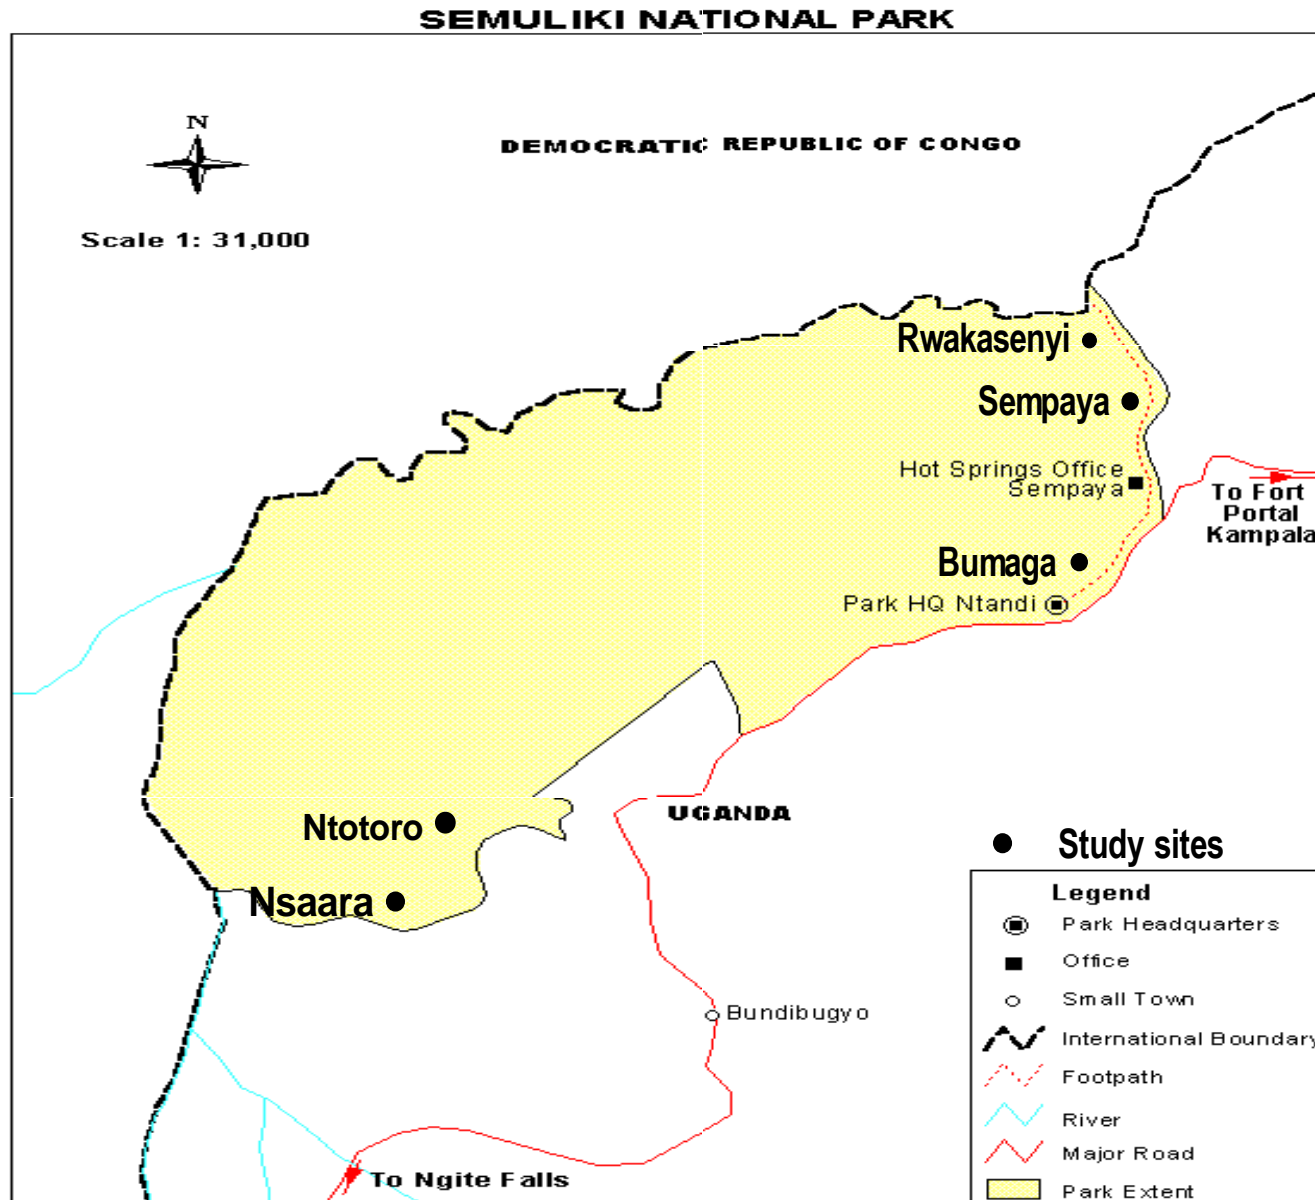 SEMULIKI NATIONAL PARK
N
DEMOCRATIC REPUBLIC OF CONGO
Scale 1: 31,000
Rwakasenyi
Sempaya
Hot Springs Office
Sempaya
To Fort
Portal
Kampala
Bumaga
Park HQ Ntandi
UGANDA
Ntotoro
Nsaara
Study sites
Legend
Park Headquarters
Office
Small Town
International Boundary
Footpath
River
Major Road
Park Extent
Bundibugyo
To Ngite Falls